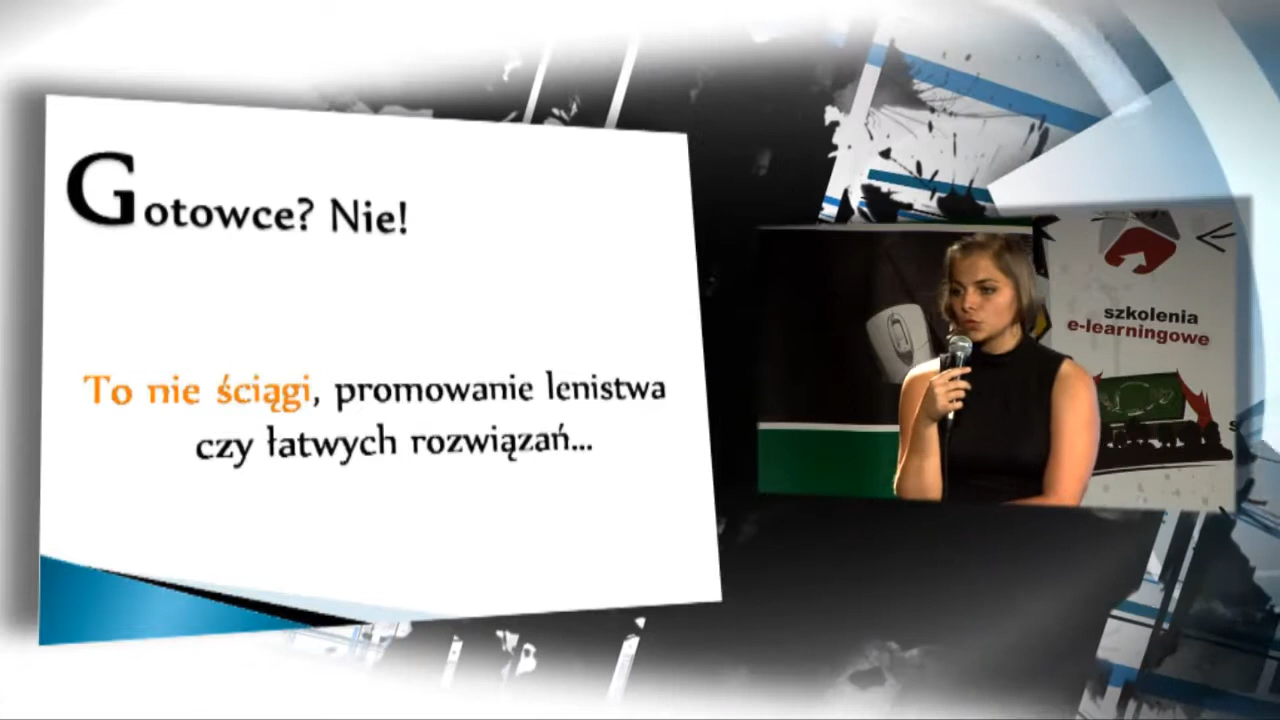 Gotowce? Nie!
To nie ściągi, promowanie lenistwa
czy łatwych rozwiązań...
szkolenia
e-learningowe